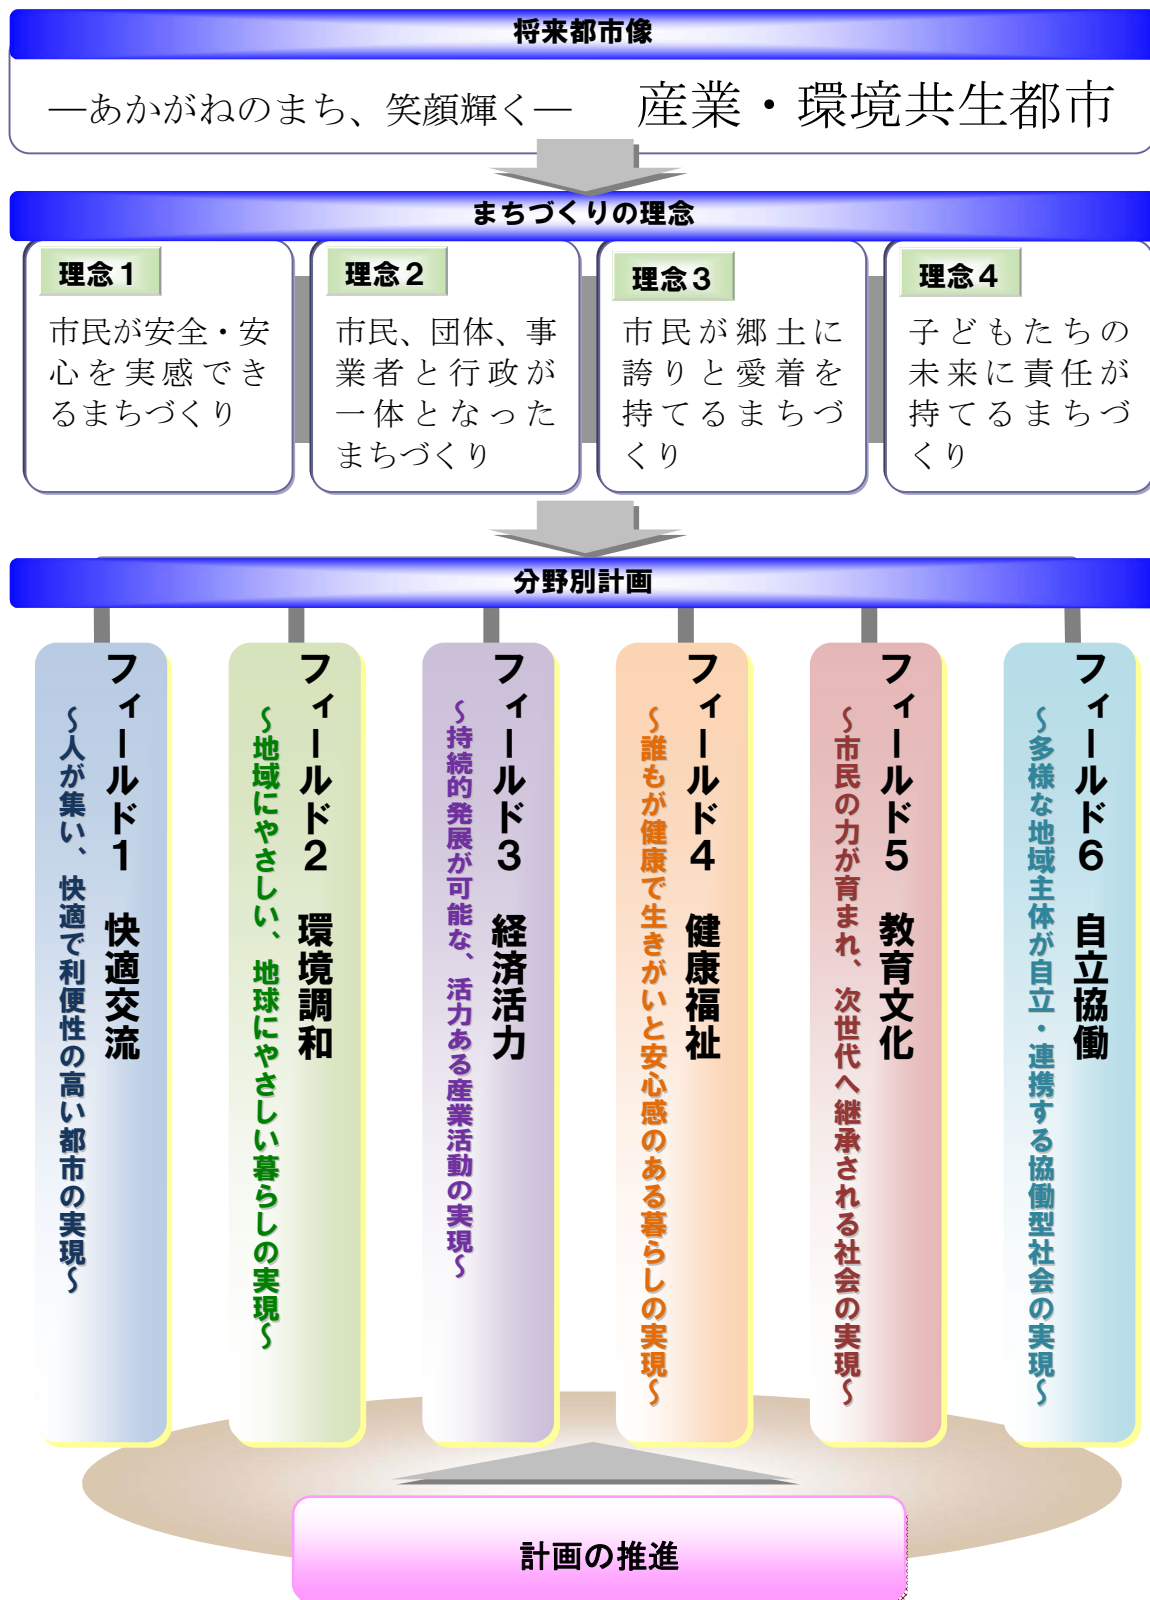 将来都市像
―あかがねのまち、笑顔輝く― 産業・環境共生都市
まちづくりの理念
理念１
市民が安全・安
心を実感でき
るまちづくり
理念２
市民、団体、事
業者と行政が
一体となった
まちづくり
理念３
市民が郷土に
誇りと愛着を
持てるまちづ
くり
理念４
子どもたちの
未来に責任が
持てるまちづ
くり
分野別計画
フィールド１ 快適交流
～人が集い、快適で利便性の高い都市の実現～
フィールド２ 環境調和
～地域にやさしい、地球にやさしい暮らしの実現～
フィールド３ 経済活力
～持続的発展が可能な、活力ある産業活動の実現～
フィールド４ 健康福祉
～誰もが健康で生きがいと安心感のある暮らしの実現～
フィールド５ 教育文化
～市民の力が育まれ、次世代へ継承される社会の実現～
フィールド６ 自立協働
～多様な地域主体が自立・連携する協働型社会の実現～
計画の推進